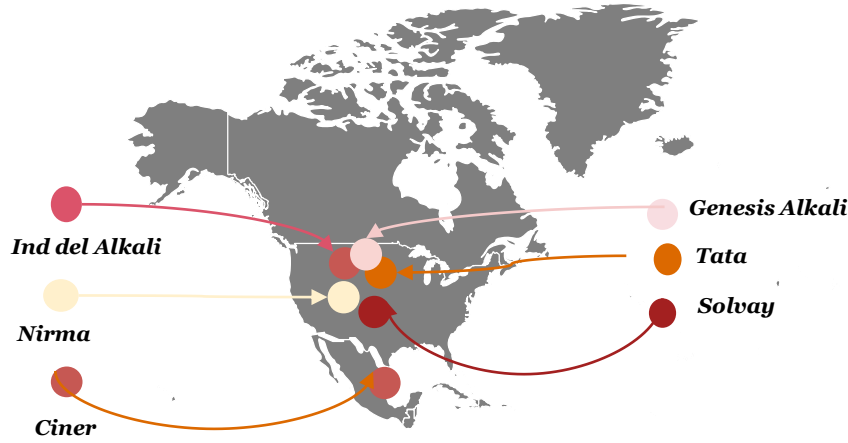 Genesis Alkali
Ind del Alkali
Tata
Solvay
Nirma
Ciner